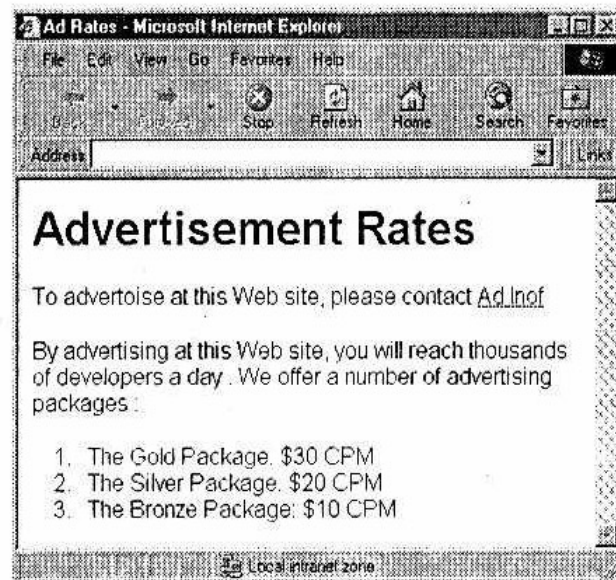 Ad Rates - Microsoft Internet Explorer
File Edit View Go Favorites Help
Back Forward Stop Refresh Home Search Favorites
Address Links
Advertisement Rates
To advertoise at this Web site, please contact Ad Inof
By advertising at this Web site, you will reach thousands
of developers a day . We offer a number of advertising
packages :
1. The Gold Package. $30 CPM
2. The Silver Package. $20 CPM
3. The Bronze Package: $10 CPM
Local intranet zone